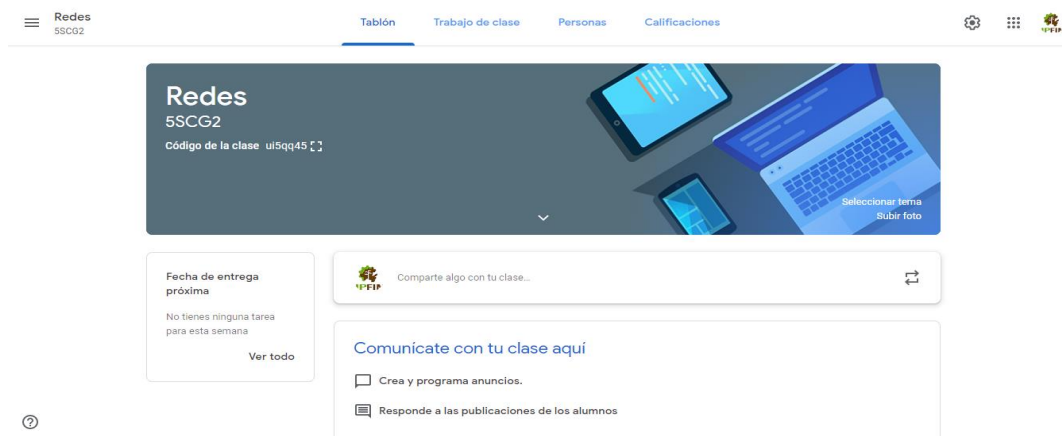 Redes
5SCG2
Tablón
Trabajo de clase
Personas
Calificaciones
Redes
5SCG2
Código de la clase ui5qq45
Seleccionar tema
Subir foto
Fecha de entrega
próxima
No tienes ninguna tarea
para esta semana
Ver todo
Comparte algo con tu clase...
Comunícate con tu clase aquí
Crea y programa anuncios.
Responde a las publicaciones de los alumnos